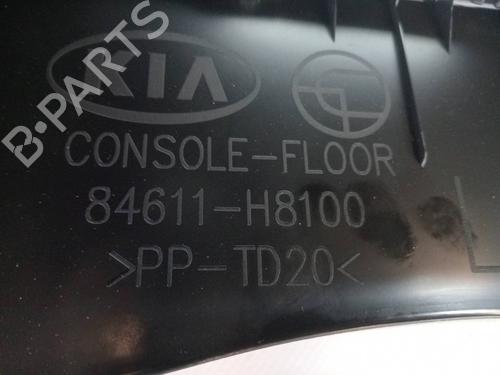 KIA
CONSOLE-FLOOR
84611-H8100
>PP-TD20<
B-PARTS